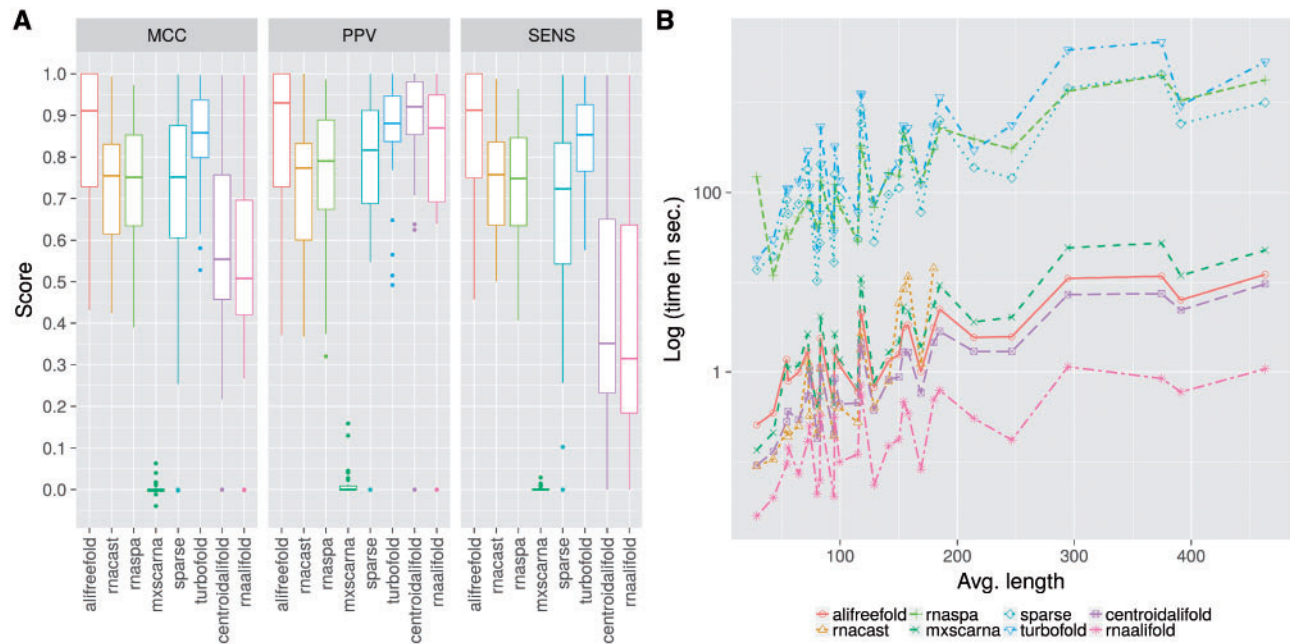 A
MCC
PPV
SENS
Score
1.0
0.9
0.8
0.7
0.6
0.5
0.4
0.3
0.2
0.1
0.0
alifreefold
rnacast
rnaspa
mxscarna
sparse
turbofold
centroidalifold
rnaalifold
alifreefold
rnacast
rnaspa
mxscarna
sparse
turbofold
centroidalifold
rnaalifold
alifreefold
rnacast
rnaspa
mxscarna
sparse
turbofold
centroidalifold
rnaalifold
B
Log (time in sec.)
100
1
100
200
300
400
Avg. length
alifreefold
rnaspa
sparse
centroidalifold
rnacast
mxscarna
turbofold
rnaalifold